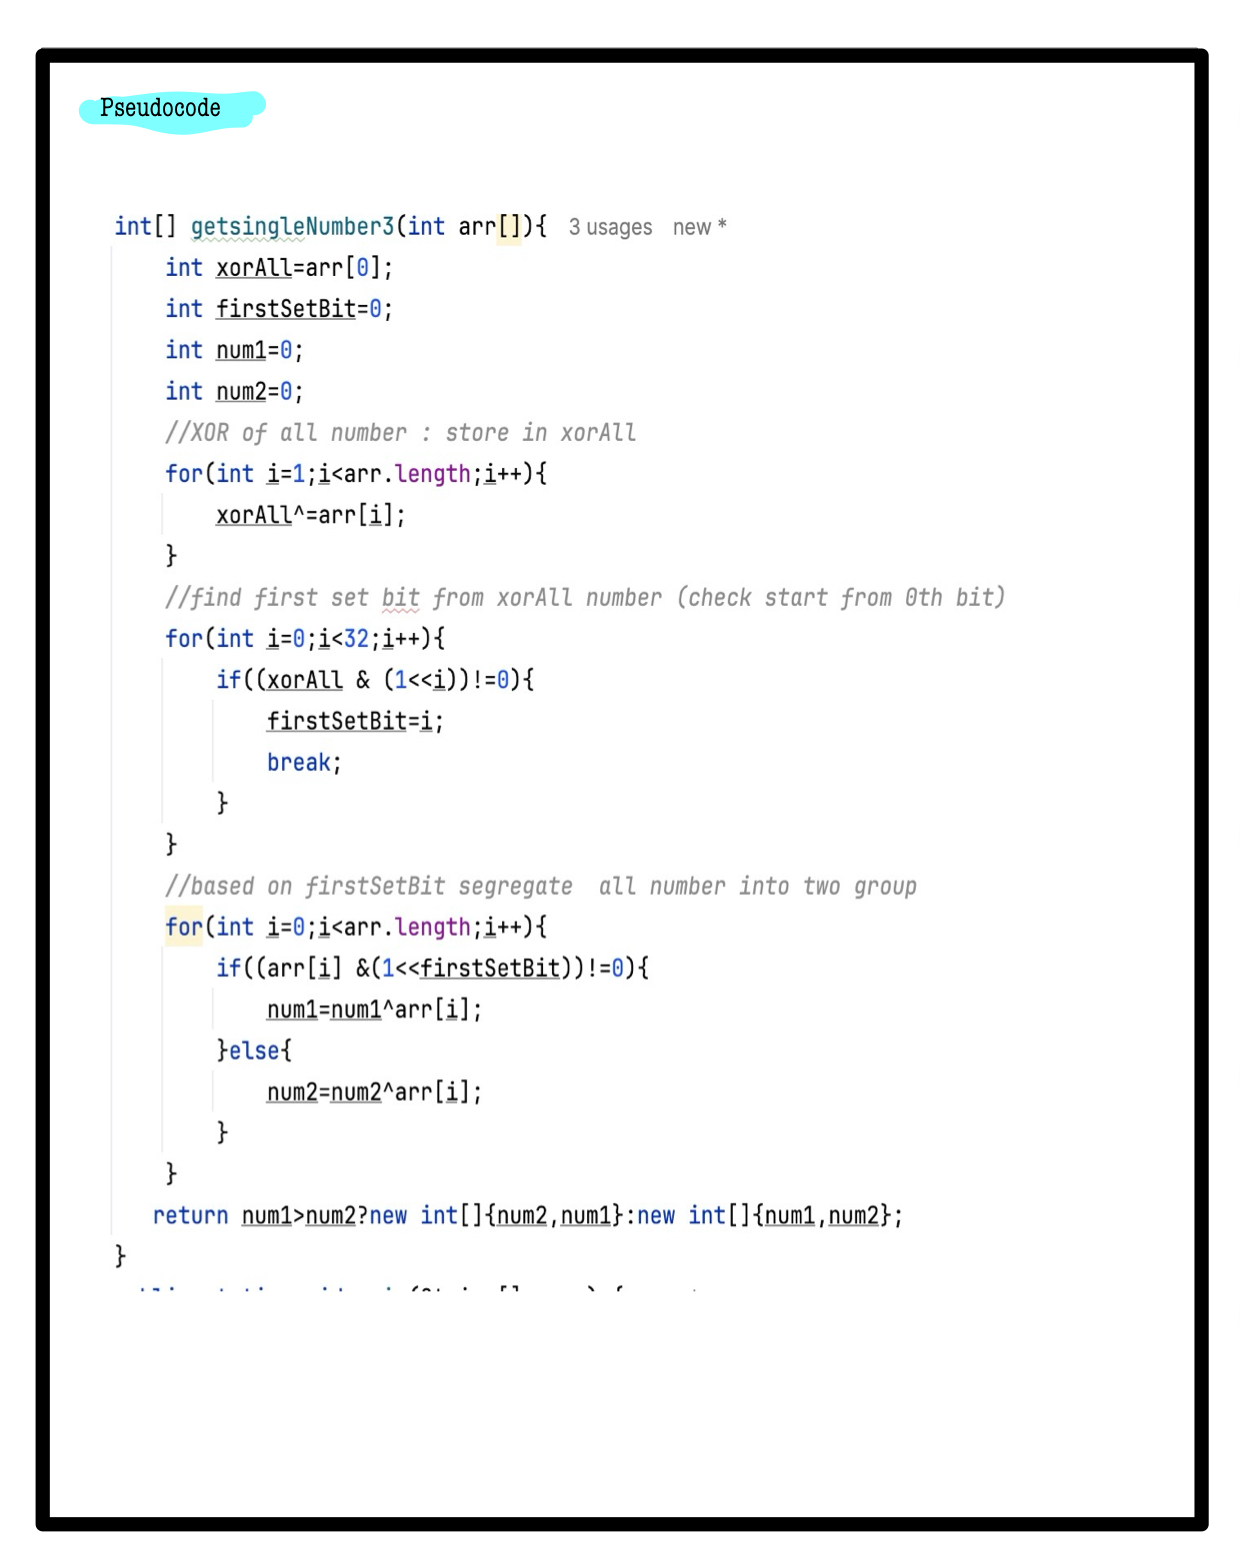 Pseudocode
int[] getsingleNumber3(int arr[]){ 3 usages new *
int xorAll=arr[0];
int firstSetBit=0;
int num1=0;
int num2=0;
//XOR of all number : store in xorAll
for(int i=1;i<arr.length;i++){
xorAll^=arr[i];
}
//find first set bit from xorAll number (check start from 0th bit)
for(int i=0;i<32;i++){
if((xorAll & (1<<i))!=0){
firstSetBit=i;
break;
}
}
//based on firstSetBit segregate  all number into two group
for(int i=0;i<arr.length;i++){
if((arr[i] &(1<<firstSetBit))!=0){
num1=num1^arr[i];
}else{
num2=num2^arr[i];
}
}
return num1>num2?new int[]{num2,num1}:new int[]{num1,num2};
}